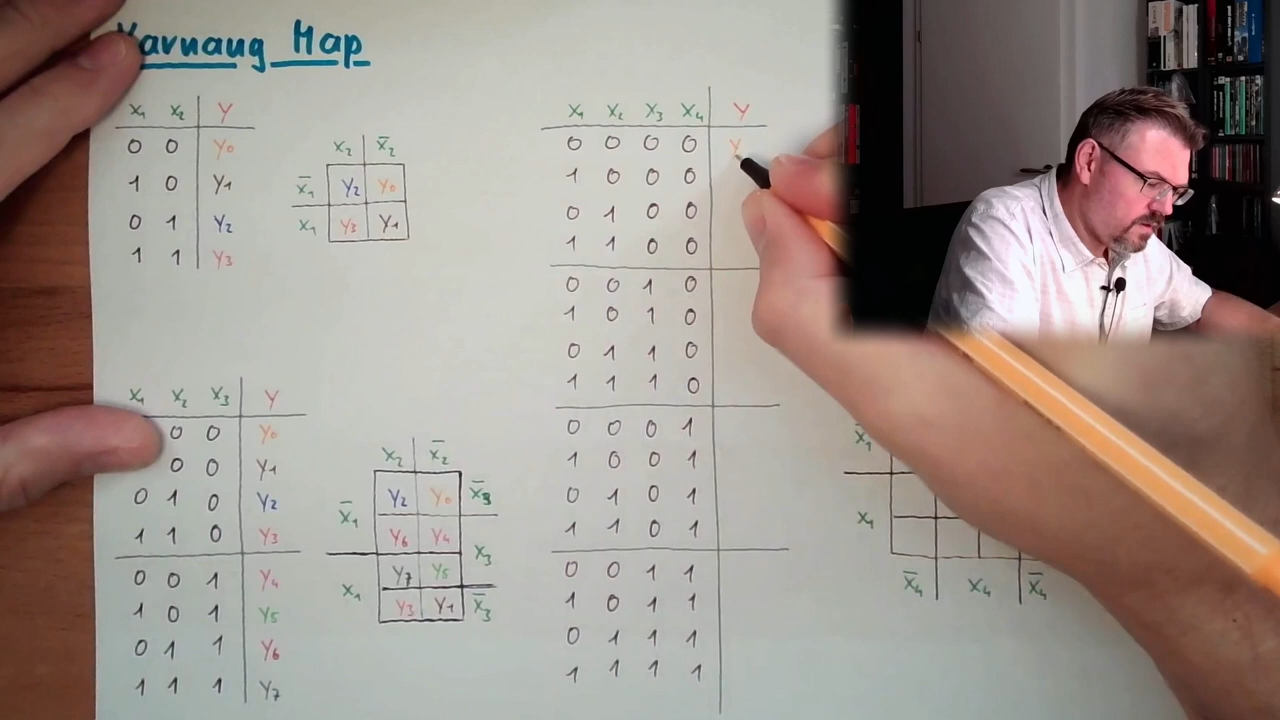 Karnaug Map
x₁ x₂ Y
0 0 Y₀
1 0 Y₁
0 1 Y₂
1 1 Y₃
x₂ x̄₂
x̄₁ Y₂ Y₀
x₁ Y₃ Y₁
x₁ x₂ x₃ Y
0 0 Y₀
0 0 Y₁
0 1 0 Y₂
1 1 0 Y₃
0 0 1 Y₄
1 0 1 Y₅
0 1 1 Y₆
1 1 1 Y₇
x₂ x̄₂
x̄₁ Y₂ Y₀ x̄₃
Y₆ Y₄ x₃
x₁ Y₇ Y₅
Y₃ Y₁ x̄₃
x₁ x₂ x₃ x₄ Y
0 0 0 0 Y
1 0 0 0
0 1 0 0
1 1 0 0
0 0 1 0
1 0 1 0
0 1 1 0
1 1 1 0
0 0 0 1
1 0 0 1
0 1 0 1
1 1 0 1
0 0 1 1
1 0 1 1
0 1 1 1
1 1 1 1
x̄₁
x₁
x̄₄ x₄ x̄₄